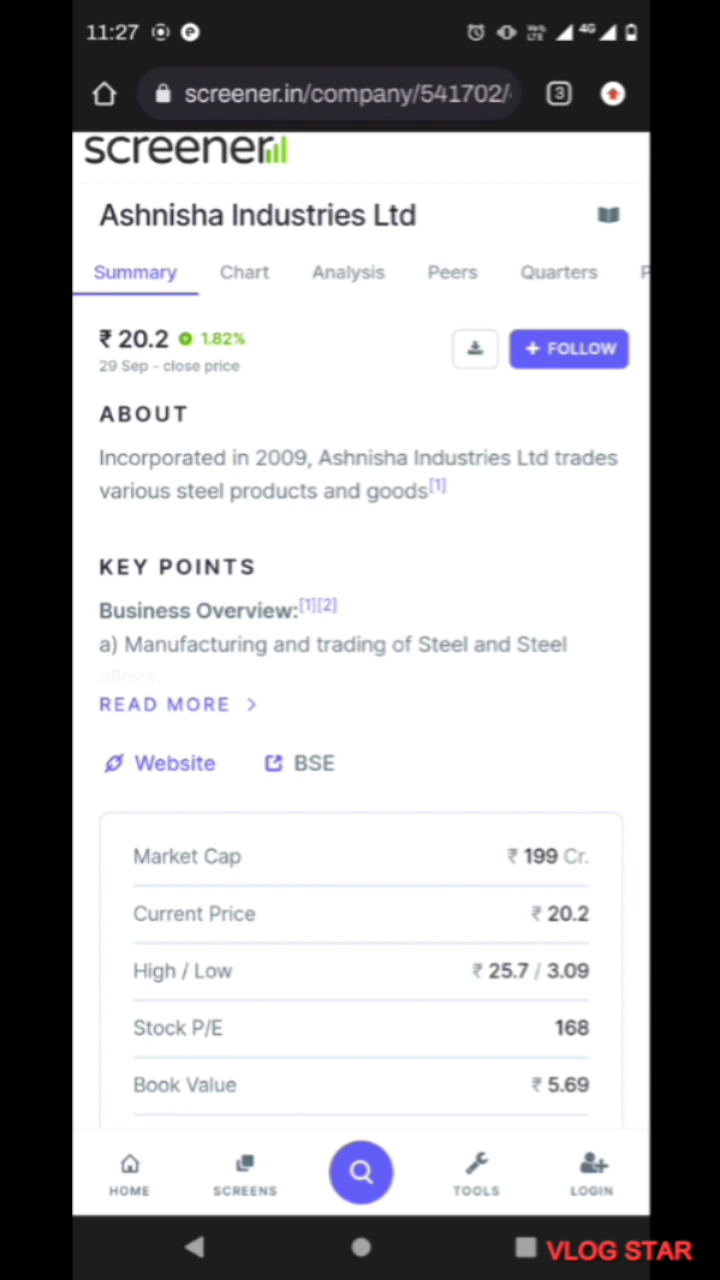 11:27 VoLTE 4G
screener.in/company/541702/ 3
screener
Ashnisha Industries Ltd
Summary Chart Analysis Peers Quarters P
₹ 20.2 1.82%
29 Sep - close price
+ FOLLOW
ABOUT
Incorporated in 2009, Ashnisha Industries Ltd trades
various steel products and goods[1]
KEY POINTS
Business Overview:[1][2]
a) Manufacturing and trading of Steel and Steel
alloys
READ MORE >
Website BSE
Market Cap ₹ 199 Cr.
Current Price ₹ 20.2
High / Low ₹ 25.7 / 3.09
Stock P/E 168
Book Value ₹ 5.69
HOME SCREENS TOOLS LOGIN
VLOG STAR